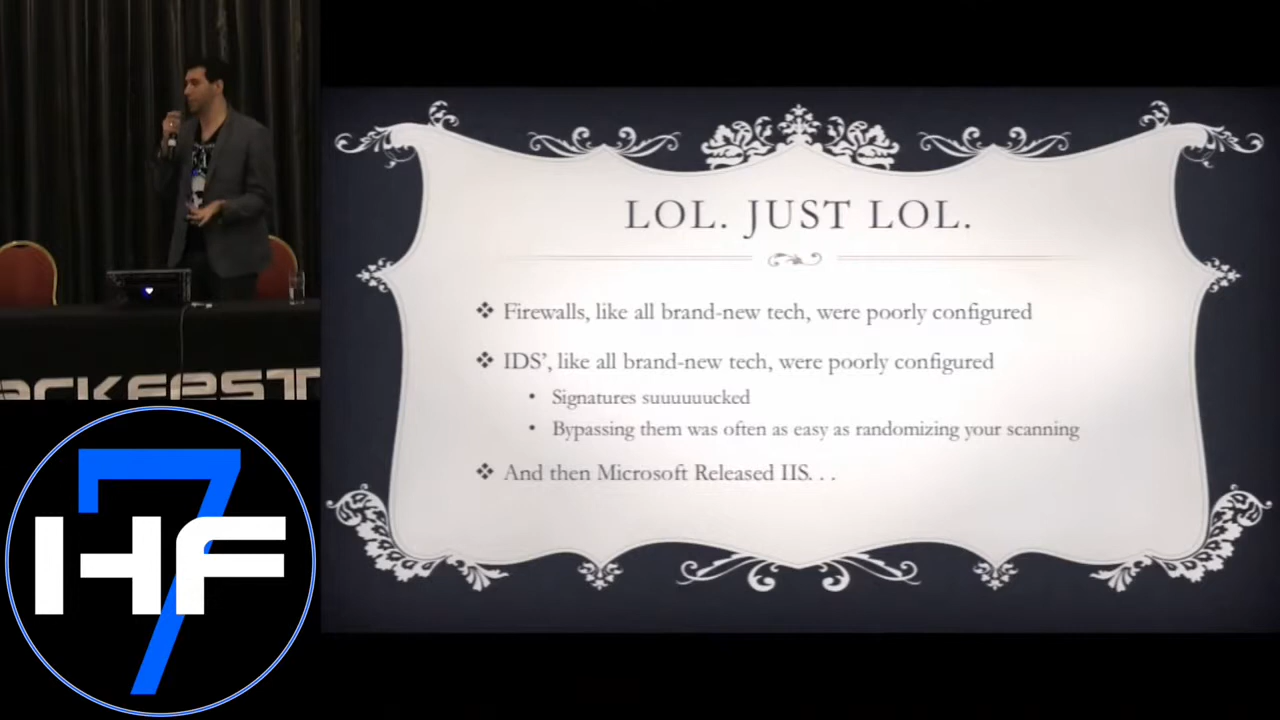 LOL. JUST LOL.
Firewalls, like all brand-new tech, were poorly configured
IDS', like all brand-new tech, were poorly configured
Signatures suuuuuucked
Bypassing them was often as easy as randomizing your scanning
And then Microsoft Released IIS. . .
ACKFEST
7
HF